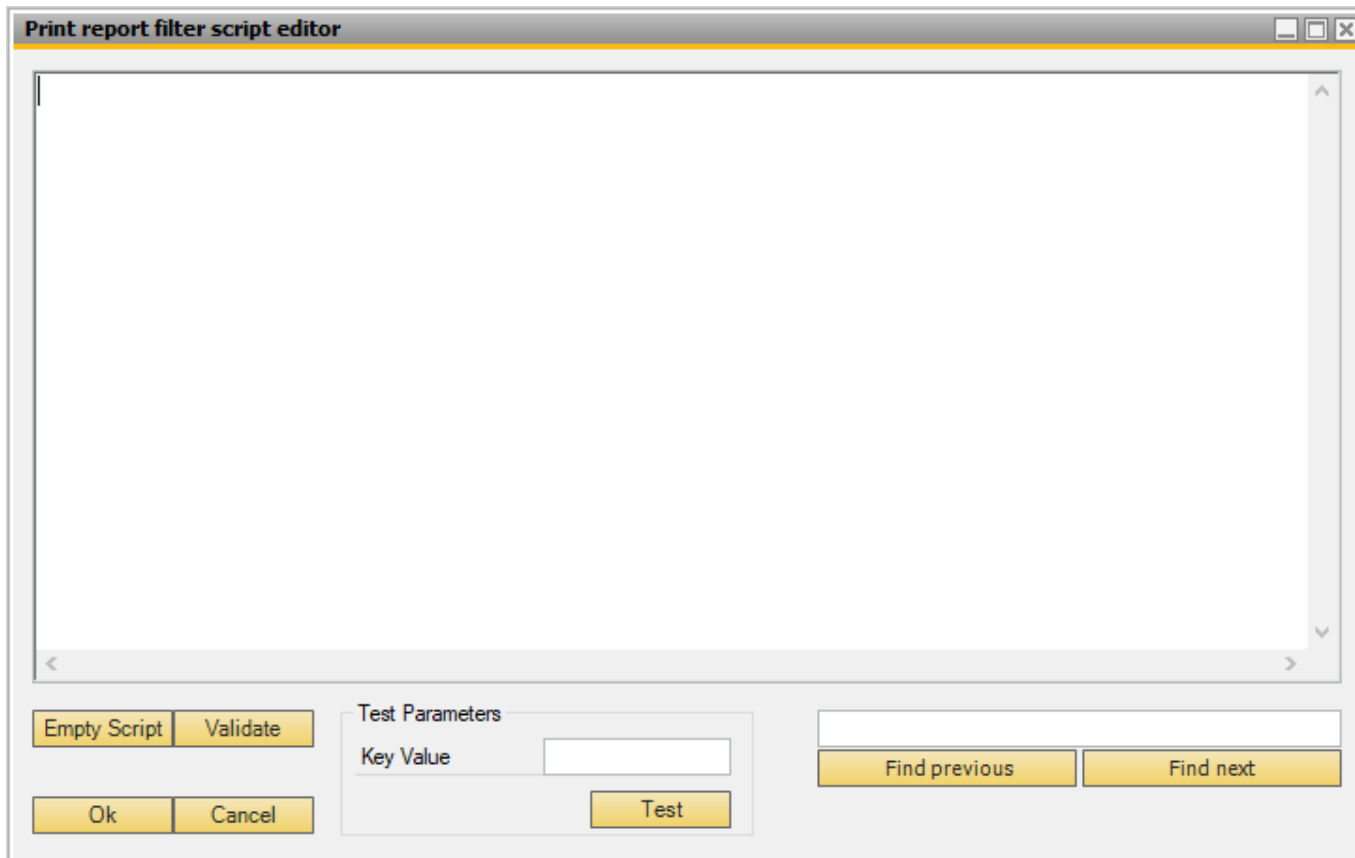 Print report filter script editor
Empty Script
Validate
Test Parameters
Key Value
Find previous
Find next
Ok
Cancel
Test